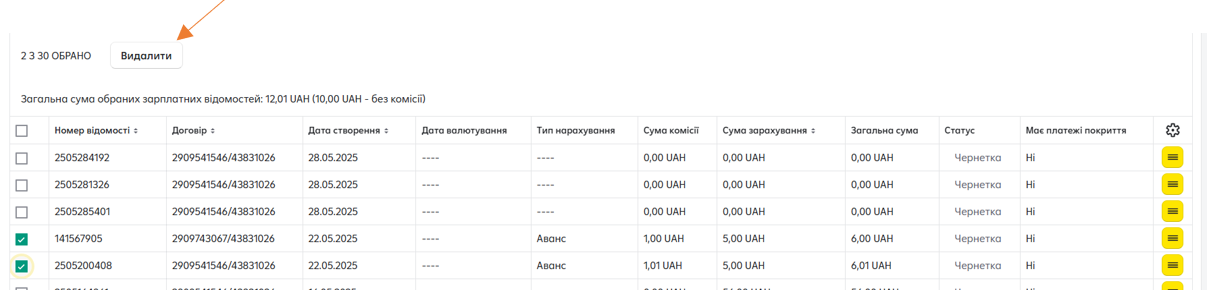 2 З 30 ОБРАНО Видалити
Загальна сума обраних зарплатних відомостей: 12,01 UAH (10,00 UAH - без комісії)
Номер відомості Договір Дата створення Дата валютування Тип нарахування Сума комісії Сума зарахування Загальна сума Статус Має платежі покриття
2505284192 2909541546/43831026 28.05.2025 ---- ---- 0,00 UAH 0,00 UAH 0,00 UAH Чернетка Ні
2505281326 2909541546/43831026 28.05.2025 ---- ---- 0,00 UAH 0,00 UAH 0,00 UAH Чернетка Ні
2505285401 2909541546/43831026 28.05.2025 ---- ---- 0,00 UAH 0,00 UAH 0,00 UAH Чернетка Ні
141567905 2909743067/43831026 22.05.2025 ---- Аванс 1,00 UAH 5,00 UAH 6,00 UAH Чернетка Ні
2505200408 2909541546/43831026 22.05.2025 ---- Аванс 1,01 UAH 5,00 UAH 6,01 UAH Чернетка Ні